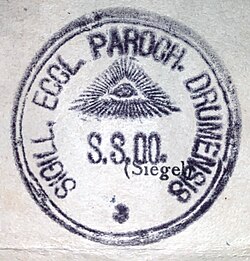 SIGILL. ECCL. PAROCH. DRUMENSIS
S.S.OO.
(Siegel)